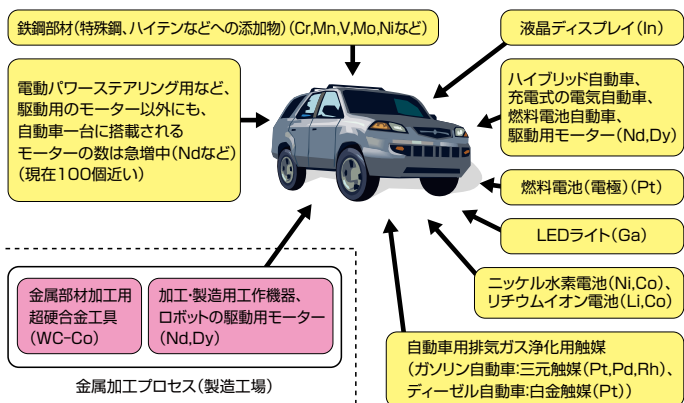 鉄鋼部材(特殊鋼、ハイテンなどへの添加物)(Cr,Mn,V,Mo,Niなど)
液晶ディスプレイ(In)
電動パワーステアリング用など、
駆動用のモーター以外にも、
自動車一台に搭載される
モーターの数は急増中(Ndなど)
(現在100個近い)
ハイブリッド自動車、
充電式の電気自動車、
燃料電池自動車、
駆動用モーター(Nd,Dy)
燃料電池(電極)(Pt)
LEDライト(Ga)
ニッケル水素電池(Ni,Co)、
リチウムイオン電池(Li,Co)
自動車用排気ガス浄化用触媒
(ガソリン自動車:三元触媒(Pt,Pd,Rh)、
ディーゼル自動車:白金触媒(Pt))
金属部材加工用
超硬合金工具
(WC-Co)
加工・製造用工作機器、
ロボットの駆動用モーター
(Nd,Dy)
金属加工プロセス(製造工場)